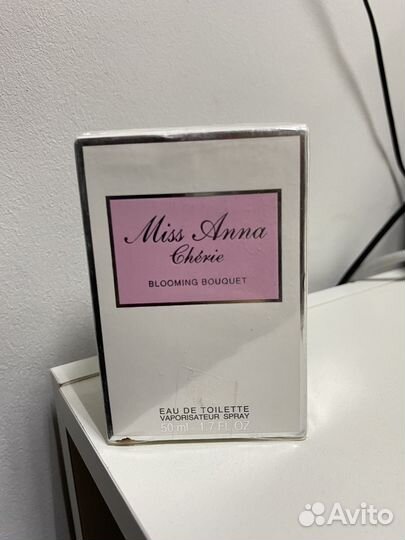 Miss Anna
Chérie
BLOOMING BOUQUET
EAU DE TOILETTE
VAPORISATEUR SPRAY
50 ml - 1.7 FL OZ
Avito